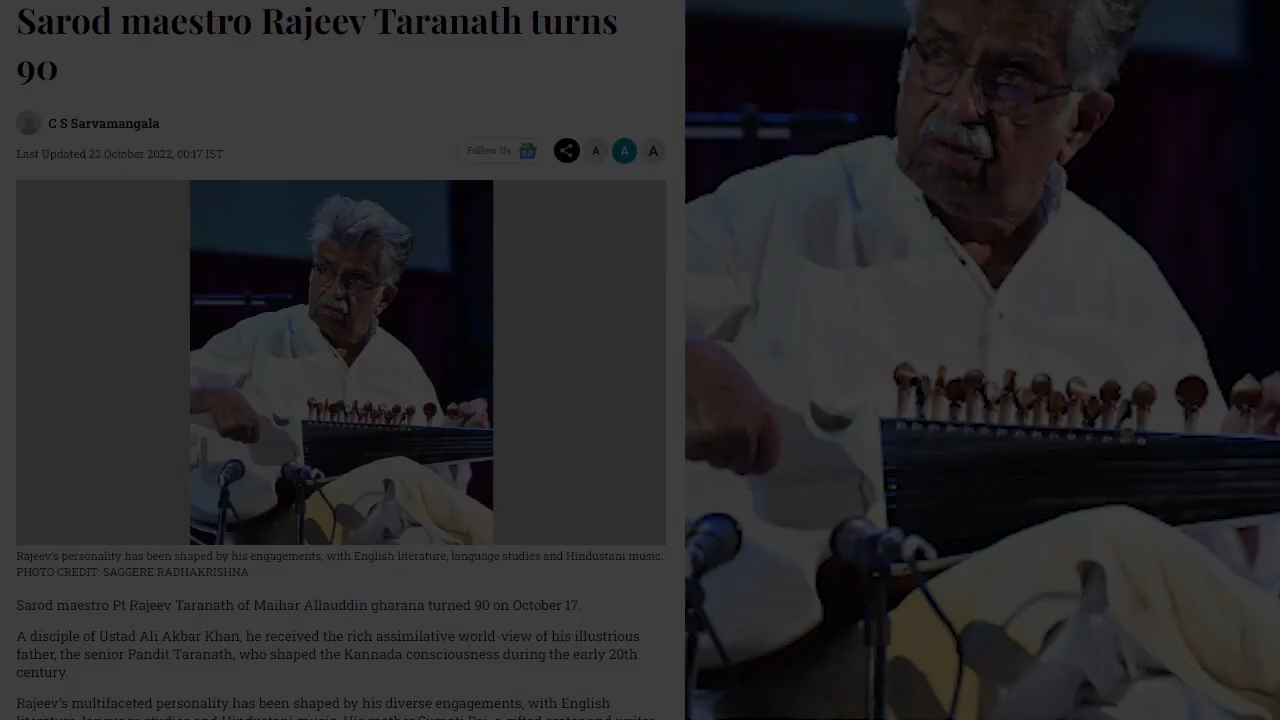 Sarod maestro Rajeev Taranath turns
90
C S Sarvamangala
Last Updated 22 October 2022, 00:17 IST
Follow Us
A
A
A
Rajeev's personality has been shaped by his engagements, with English literature, language studies and Hindustani music.
PHOTO CREDIT: SAGGERE RADHAKRISHNA
Sarod maestro Pt Rajeev Taranath of Maihar Allauddin gharana turned 90 on October 17.
A disciple of Ustad Ali Akbar Khan, he received the rich assimilative world-view of his illustrious
father, the senior Pandit Taranath, who shaped the Kannada consciousness during the early 20th
century.
Rajeev's multifaceted personality has been shaped by his diverse engagements, with English